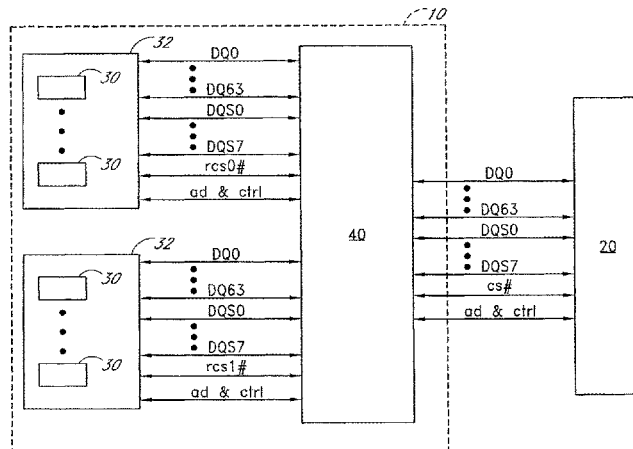 10
32
30
30
DQ0
DQ63
DQS0
DQS7
rcs0#
ad & ctrl
32
30
30
DQ0
DQ63
DQS0
DQS7
rcs1#
ad & ctrl
40
DQ0
DQ63
DQS0
DQS7
cs#
ad & ctrl
20